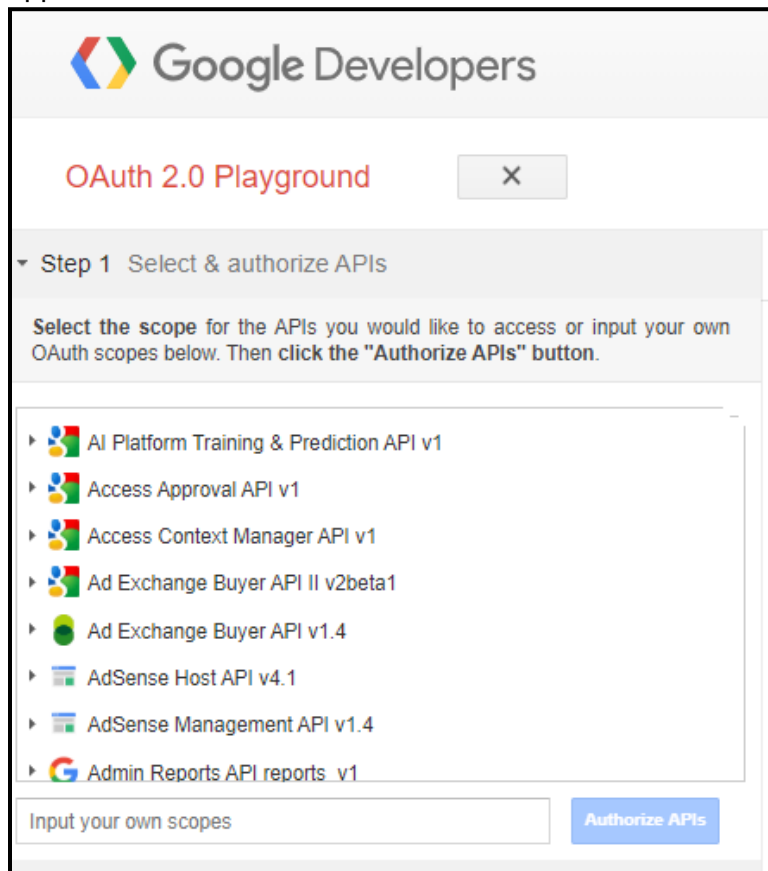 Google Developers
OAuth 2.0 Playground
Step 1 Select & authorize APIs
Select the scope for the APIs you would like to access or input your own
OAuth scopes below. Then click the "Authorize APIs" button.
AI Platform Training & Prediction API v1
Access Approval API v1
Access Context Manager API v1
Ad Exchange Buyer API II v2beta1
Ad Exchange Buyer API v1.4
AdSense Host API v4.1
AdSense Management API v1.4
Admin Reports API reports_v1
Input your own scopes
Authorize APIs